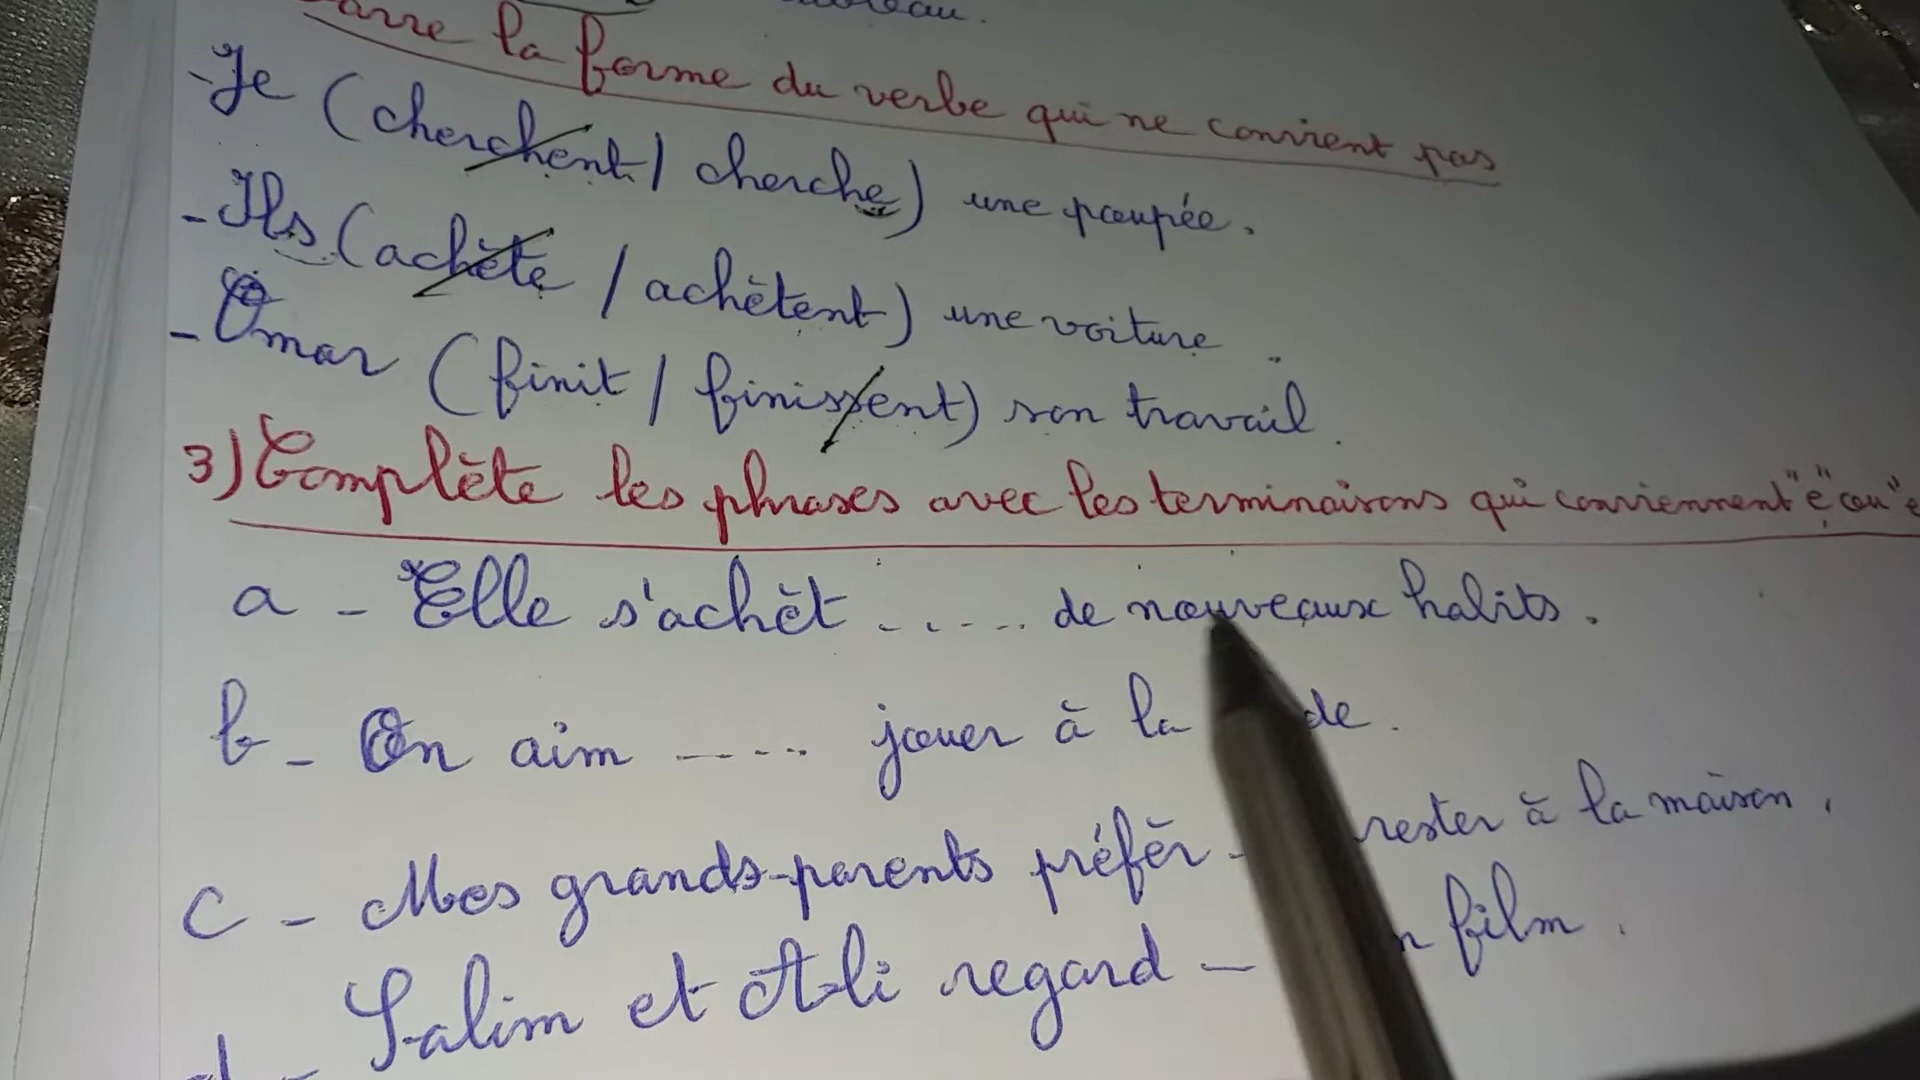 la forme du verbe qui ne convient pas
- Je (cherchent / cherche) une poupée.
- Ils (achète / achètent) une voiture.
- Omar (finit / finissent) son travail.
3) Complète les phrases avec les terminaisons qui conviennent "e" ou "e
a - Elle s'achèt ..... de nouveaux habits.
b - On aim ..... jouer à la
c - Mes grands-parents préfèr - rester à la maison.
d - Salim et Ali regard - film.